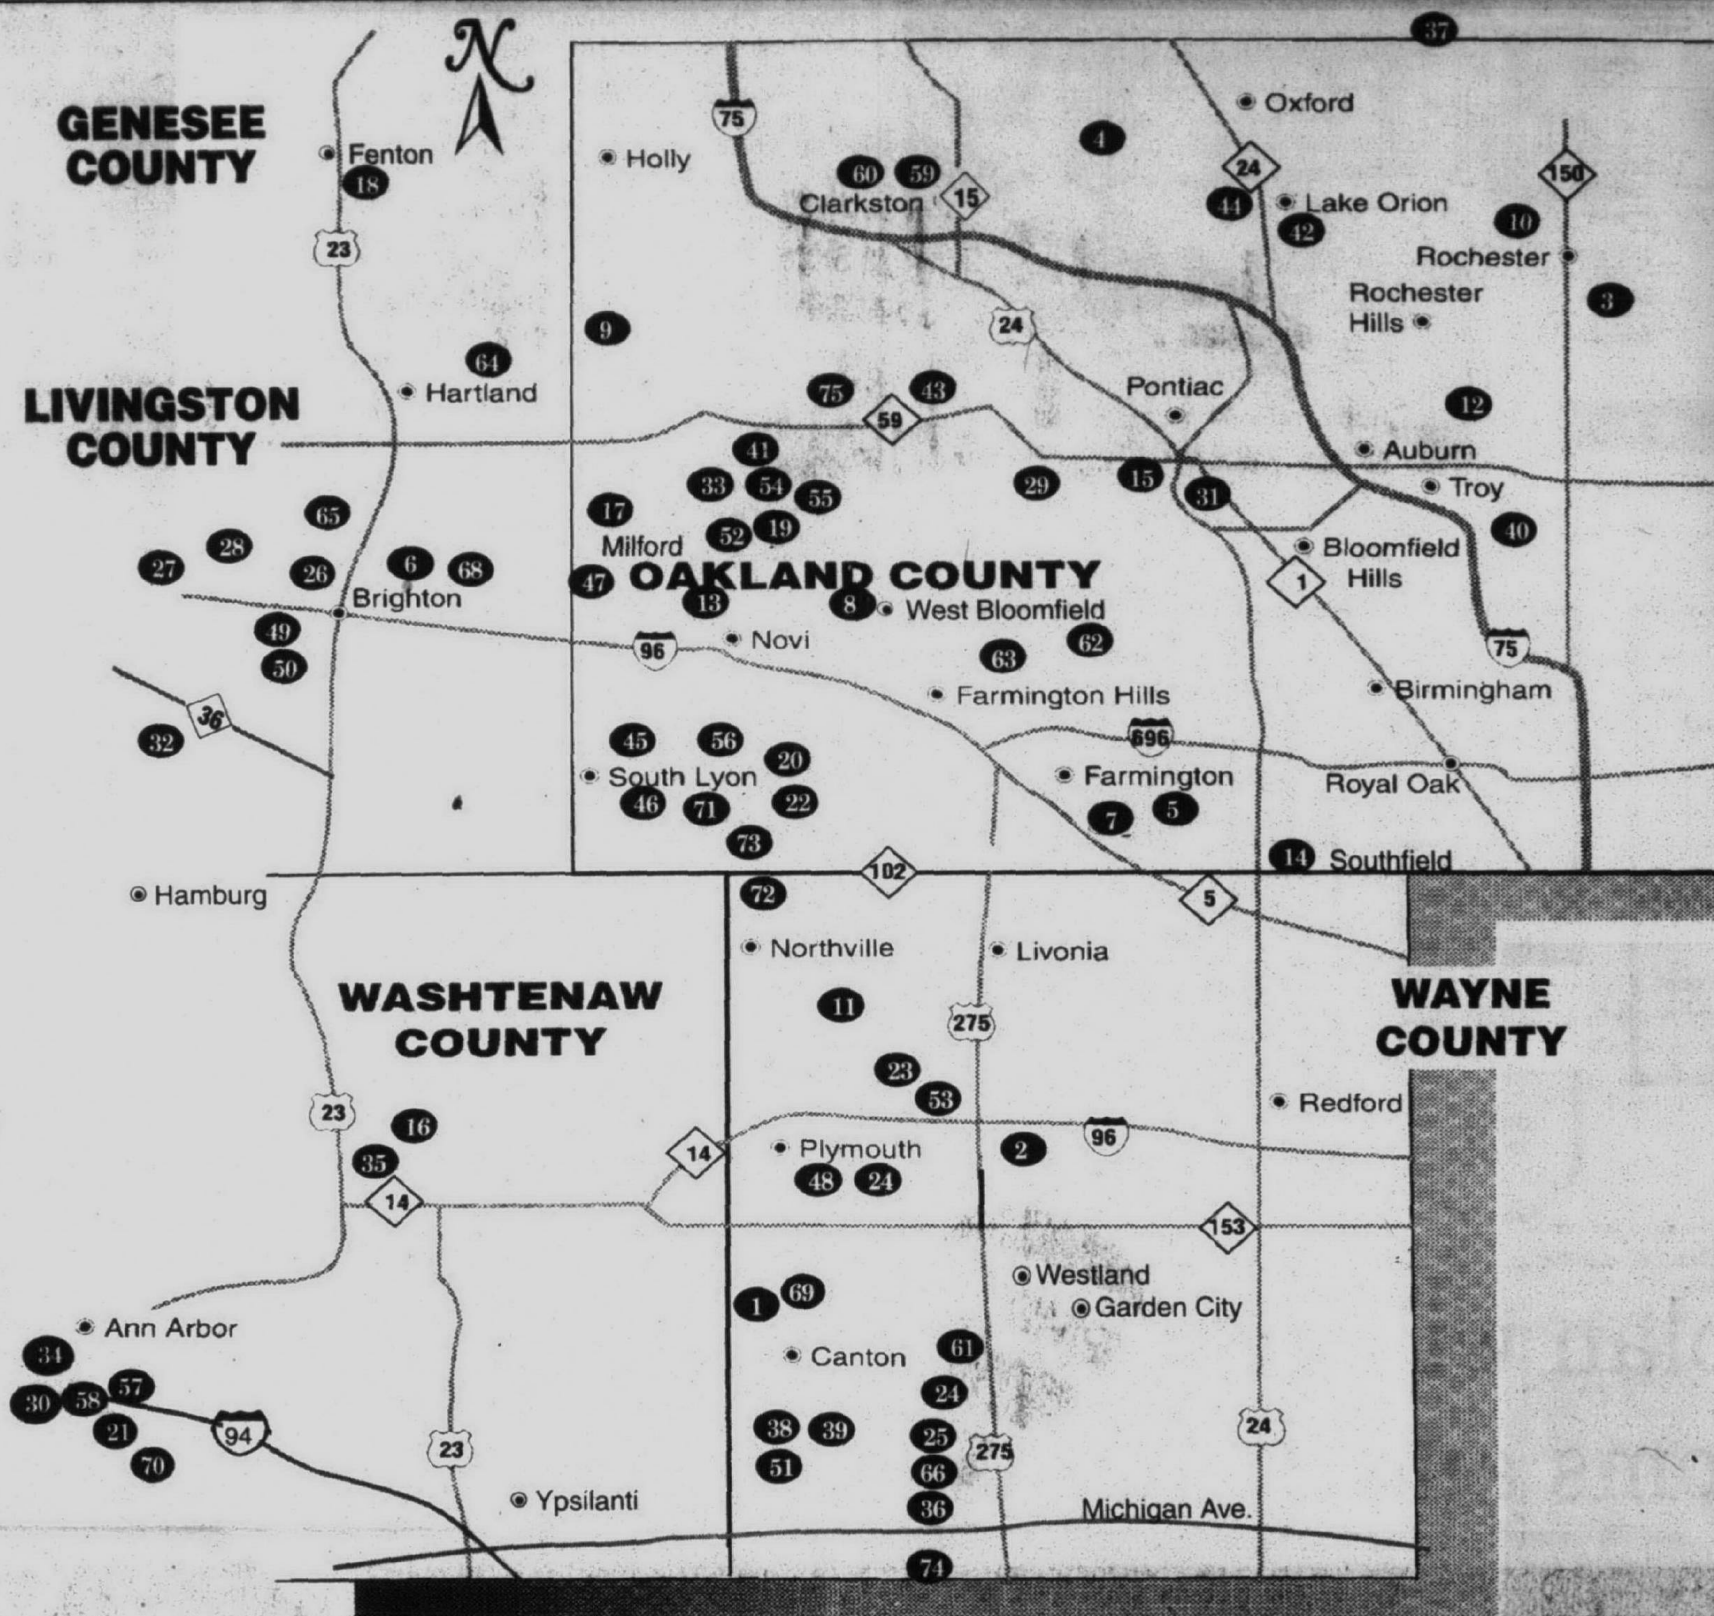 37
N
75
Oxford
GENESEE
COUNTY
4
Fenton
Holly
24
150
18
60
59
Clarkston
15
44
Lake Orion
10
42
23
Rochester
Rochester
Hills
3
9
24
64
Hartland
75
43
Pontiac
12
LIVINGSTON
COUNTY
59
41
Auburn
33
54
55
29
15
31
Troy
65
17
52
19
40
28
Milford
Bloomfield
Hills
27
26
6
68
47
OAKLAND COUNTY
1
Brighton
13
8
West Bloomfield
49
Novi
62
50
96
63
75
Farmington Hills
Birmingham
36
32
45
56
20
696
South Lyon
Farmington
Royal Oak
46
71
22
7
5
73
14
Southfield
102
Hamburg
72
5
Northville
Livonia
WASHTENAW
COUNTY
11
275
WAYNE
COUNTY
23
53
23
16
Redford
35
14
Plymouth
2
96
48
24
14
153
Westland
1
69
Garden City
Ann Arbor
34
Canton
61
30
58
57
24
21
94
38
39
25
24
70
23
51
66
275
Ypsilanti
36
Michigan Ave.
74